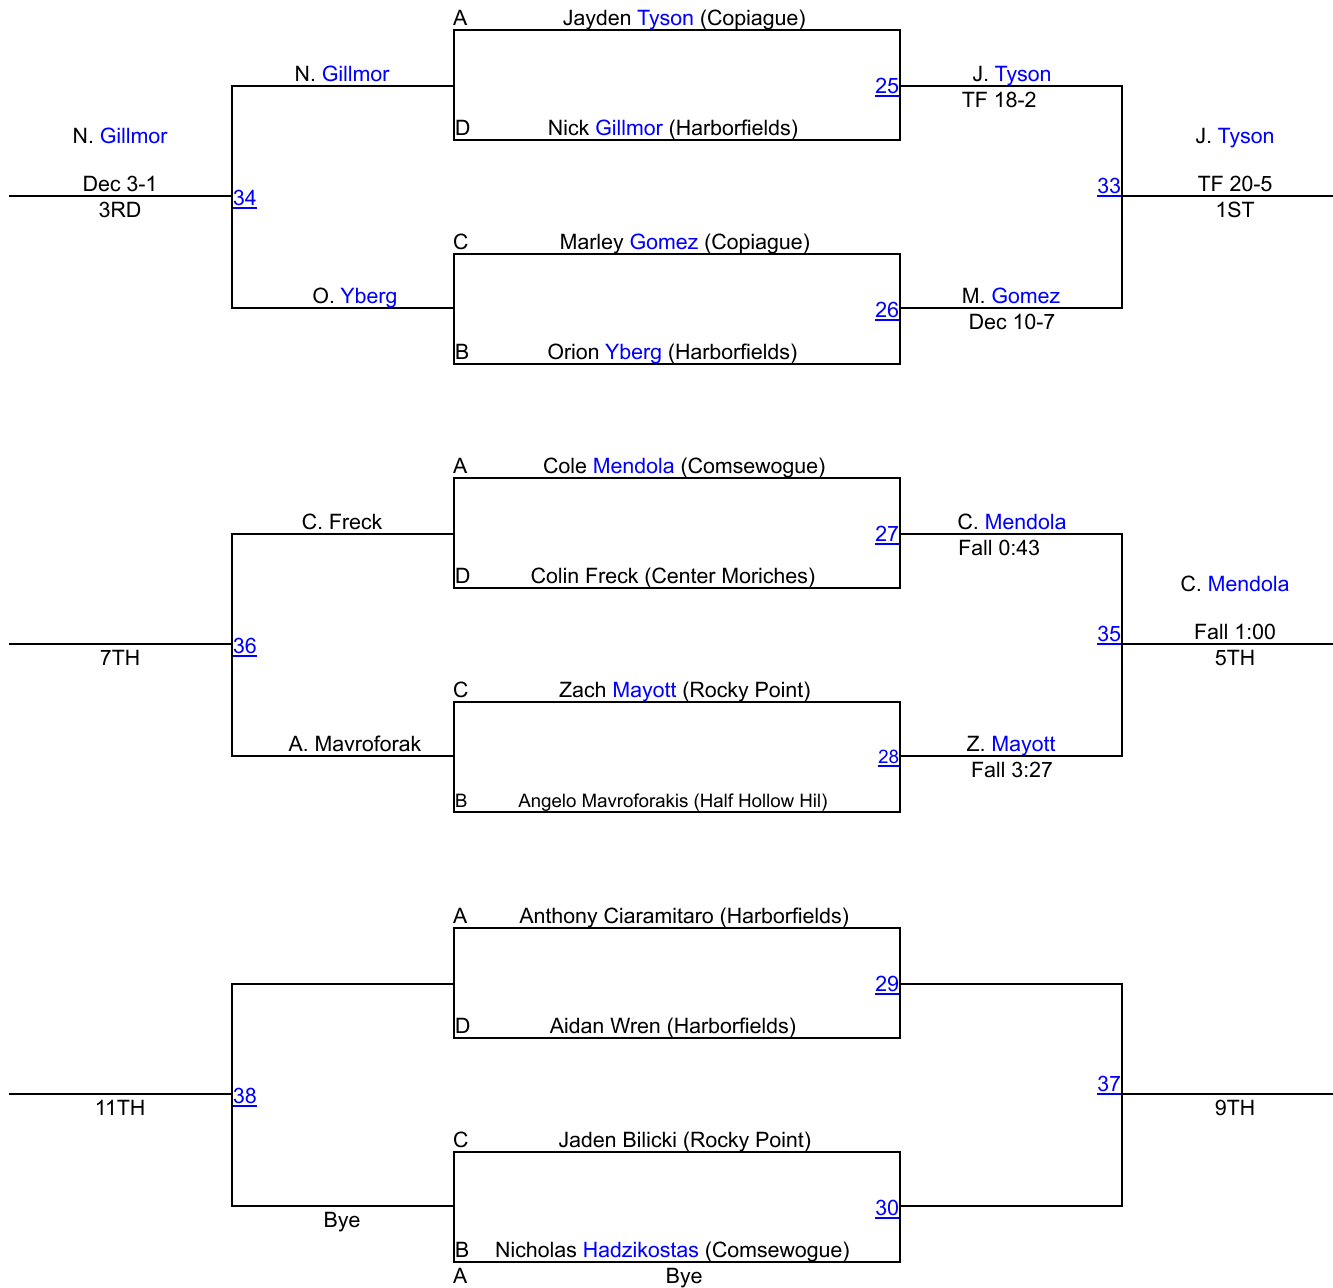 A Jayden Tyson (Copiague)
N. Gillmor
25
J. Tyson
TF 18-2
D Nick Gillmor (Harborfields)
N. Gillmor
Dec 3-1
3RD
34
33
J. Tyson
TF 20-5
1ST
C Marley Gomez (Copiague)
O. Yberg
26
M. Gomez
Dec 10-7
B Orion Yberg (Harborfields)
A Cole Mendola (Comsewogue)
C. Freck
27
C. Mendola
Fall 0:43
D Colin Freck (Center Moriches)
7TH
36
35
C. Mendola
Fall 1:00
5TH
C Zach Mayott (Rocky Point)
A. Mavroforak
28
Z. Mayott
Fall 3:27
B Angelo Mavroforakis (Half Hollow Hil)
A Anthony Ciaramitaro (Harborfields)
29
D Aidan Wren (Harborfields)
11TH
38
37
9TH
C Jaden Bilicki (Rocky Point)
Bye
30
B Nicholas Hadzikostas (Comsewogue)
A Bye